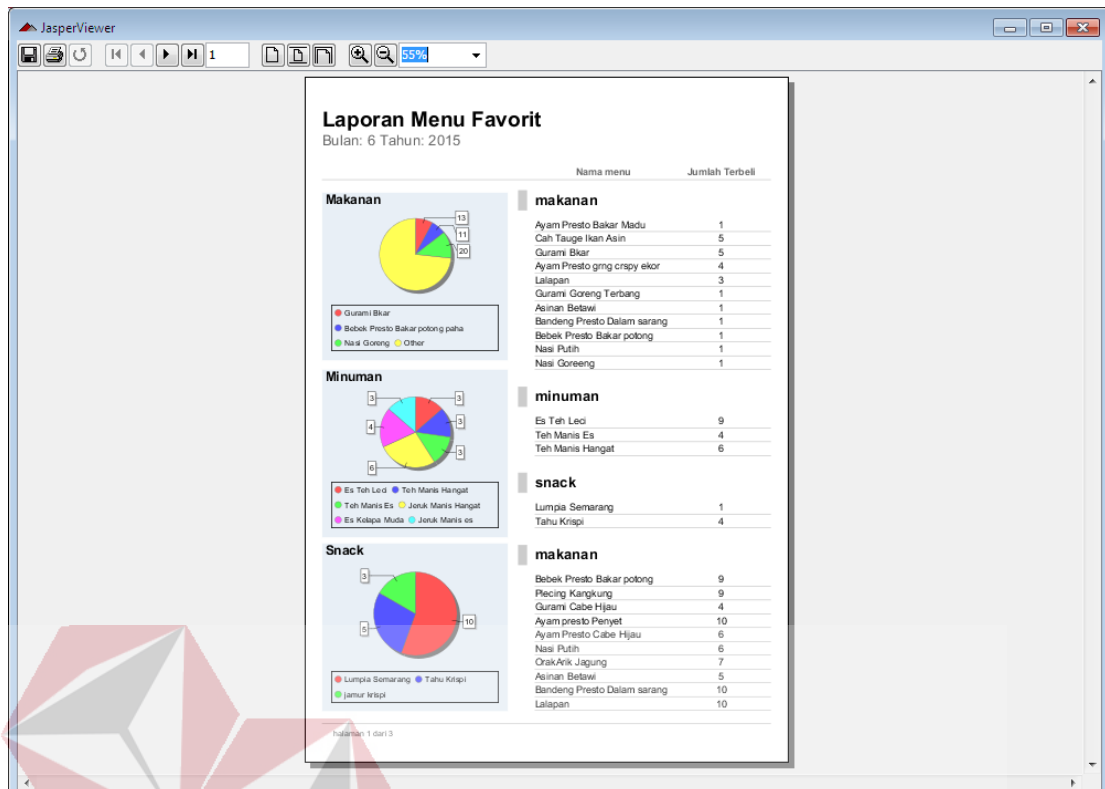 JasperViewer
1
55%
Laporan Menu Favorit
Bulan: 6 Tahun: 2015
Nama menu Jumlah Terbeli
Makanan
13
11
20
Gurami Bkar
Bebek Presto Bakar potong paha
Nasi Goreng Other
Minuman
3 3
4 3
3
6
Es Teh Leci Teh Manis Hangat
Teh Manis Es Jeruk Manis Hangat
Es Kelapa Muda Jeruk Manis es
Snack
3
10
5
Lumpia Semarang Tahu Krispi
jamur krispi
makanan
Ayam Presto Bakar Madu 1
Cah Tauge Ikan Asin 5
Gurami Bkar 5
Ayam Presto grng crspy ekor 4
Lalapan 3
Gurami Goreng Terbang 1
Asinan Betawi 1
Bandeng Presto Dalam sarang 1
Bebek Presto Bakar potong 1
Nasi Putih 1
Nasi Goreeng 1
minuman
Es Teh Leci 9
Teh Manis Es 4
Teh Manis Hangat 6
snack
Lumpia Semarang 1
Tahu Krispi 4
makanan
Bebek Presto Bakar potong 9
Plecing Kangkung 9
Gurami Cabe Hijau 4
Ayam presto Penyet 10
Ayam Presto Cabe Hijau 6
Nasi Putih 6
OrakArik Jagung 7
Asinan Betawi 5
Bandeng Presto Dalam sarang 10
Lalapan 10
halaman 1 dari 3